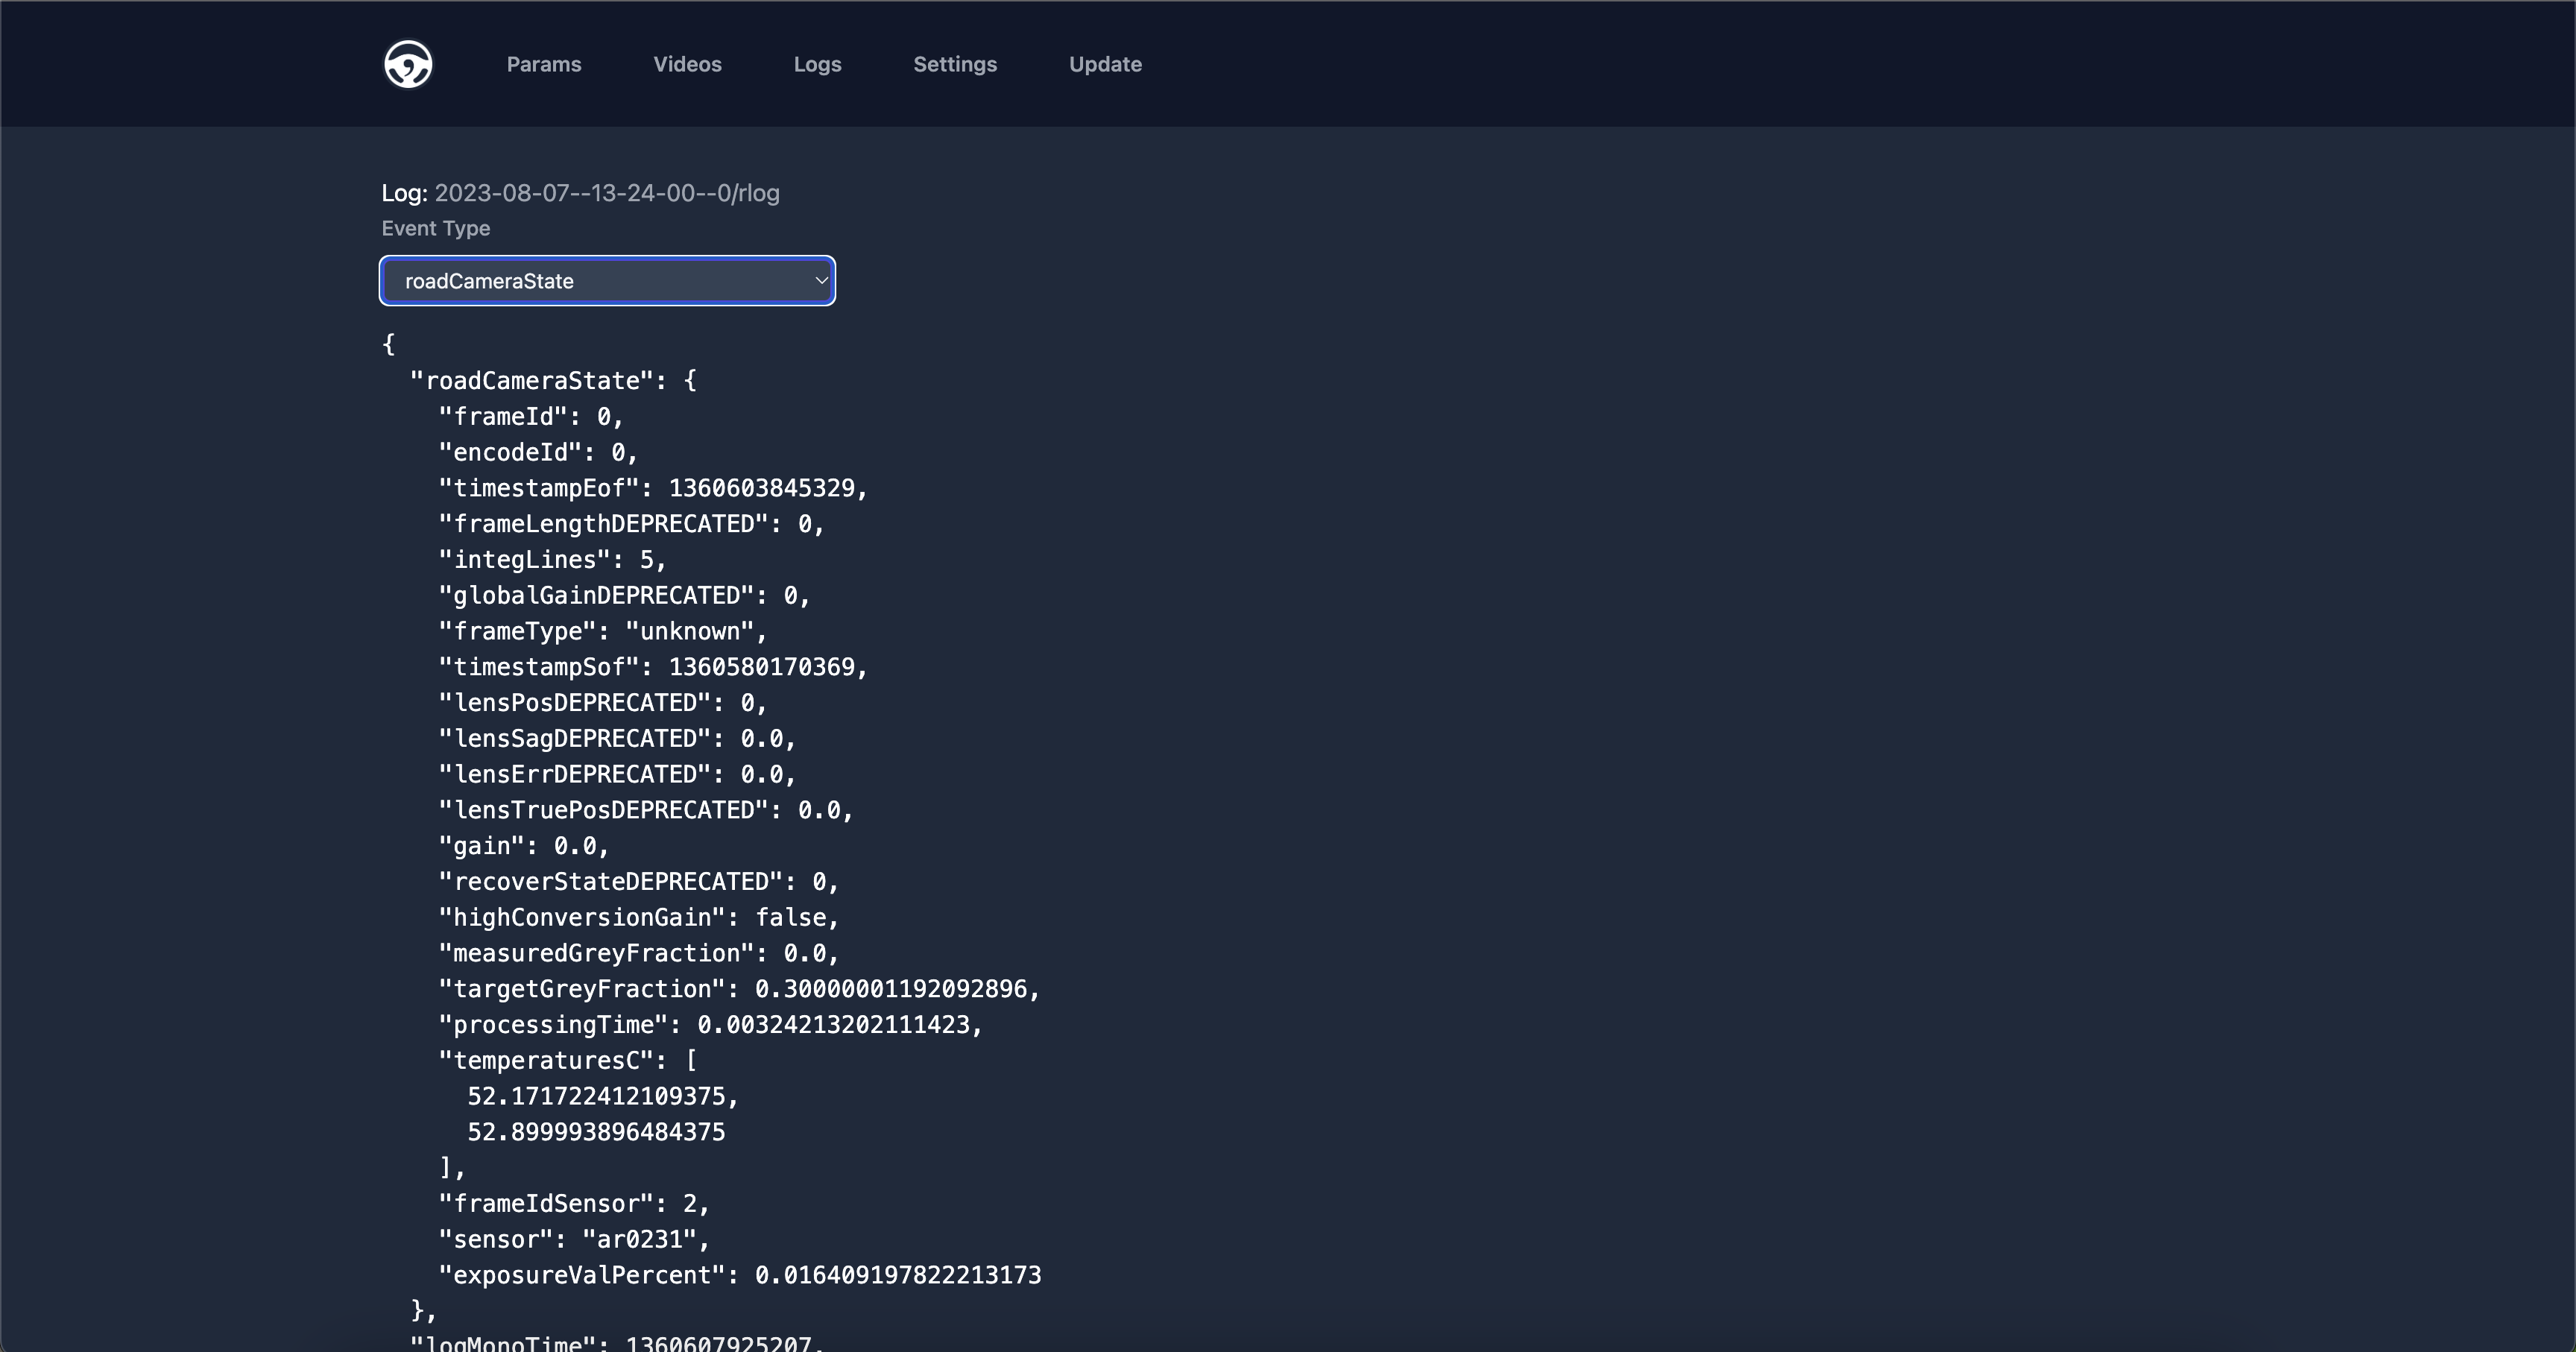 Params Videos Logs Settings Update
Log: 2023-08-07--13-24-00--0/rlog
Event Type
roadCameraState
{
  "roadCameraState": {
    "frameId": 0,
    "encodeId": 0,
    "timestampEof": 1360603845329,
    "frameLengthDEPRECATED": 0,
    "integLines": 5,
    "globalGainDEPRECATED": 0,
    "frameType": "unknown",
    "timestampSof": 1360580170369,
    "lensPosDEPRECATED": 0,
    "lensSagDEPRECATED": 0.0,
    "lensErrDEPRECATED": 0.0,
    "lensTruePosDEPRECATED": 0.0,
    "gain": 0.0,
    "recoverStateDEPRECATED": 0,
    "highConversionGain": false,
    "measuredGreyFraction": 0.0,
    "targetGreyFraction": 0.30000001192092896,
    "processingTime": 0.00324213202111423,
    "temperaturesC": [
      52.171722412109375,
      52.899993896484375
    ],
    "frameIdSensor": 2,
    "sensor": "ar0231",
    "exposureValPercent": 0.016409197822213173
  },
  "logMonoTime": 1360607925207,